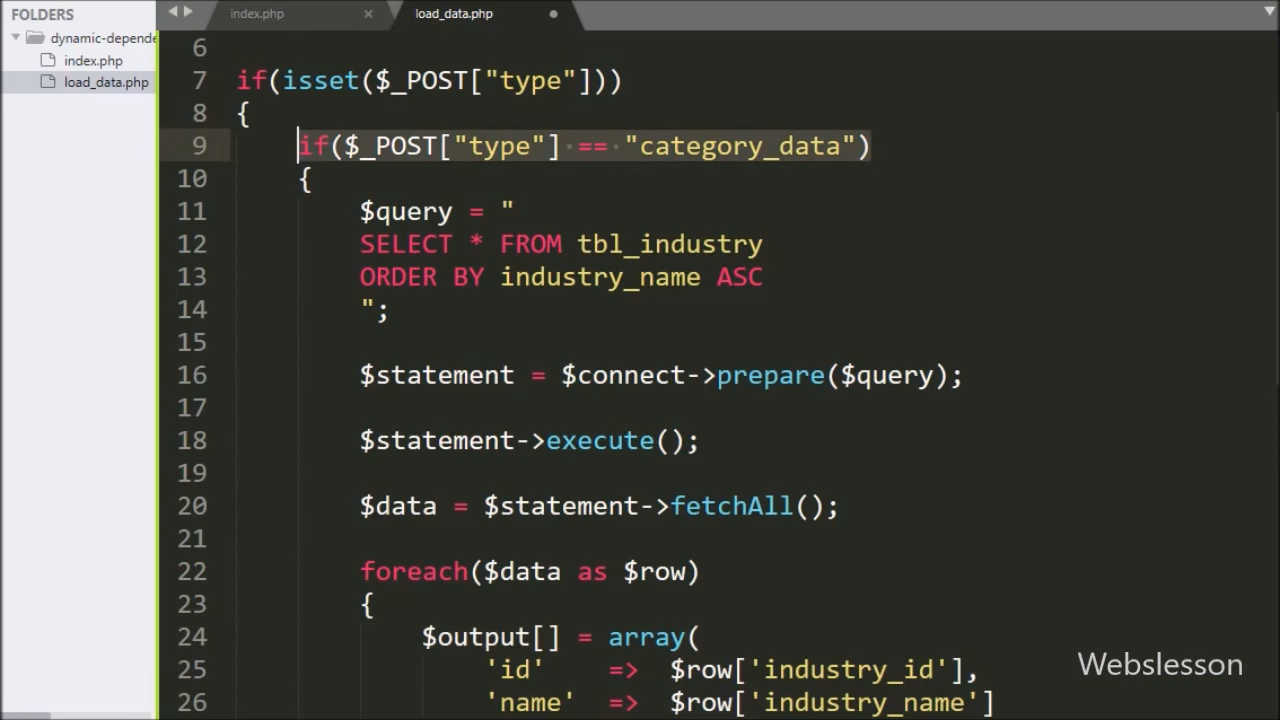 FOLDERS
dynamic-depende
index.php
load_data.php
index.php ×
load_data.php
6
7 if(isset($_POST["type"]))
8 {
9 if($_POST["type"] == "category_data")
10 {
11 $query = "
12 SELECT * FROM tbl_industry
13 ORDER BY industry_name ASC
14 ";
15
16 $statement = $connect->prepare($query);
17
18 $statement->execute();
19
20 $data = $statement->fetchAll();
21
22 foreach($data as $row)
23 {
24 $output[] = array(
25 'id' => $row['industry_id'],
26 'name' => $row['industry_name']
Webslesson